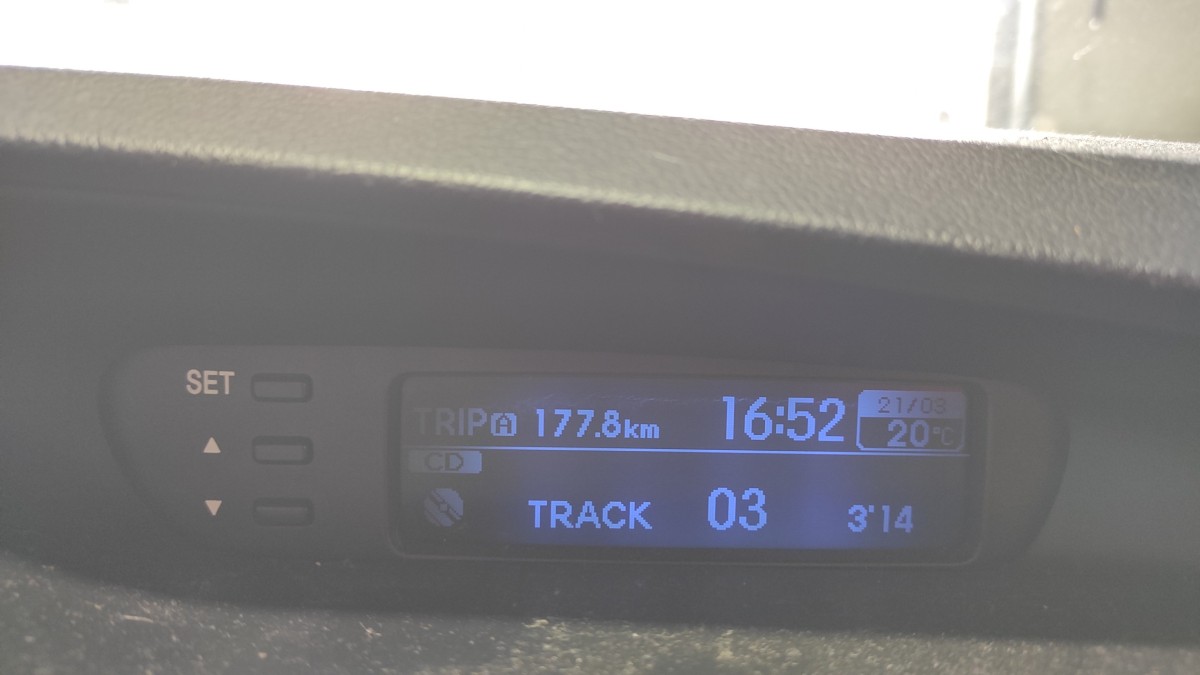 SET
▲
▼
TRIP A 177.8km 16:52 21/03
20°C
CD
TRACK 03 3'14